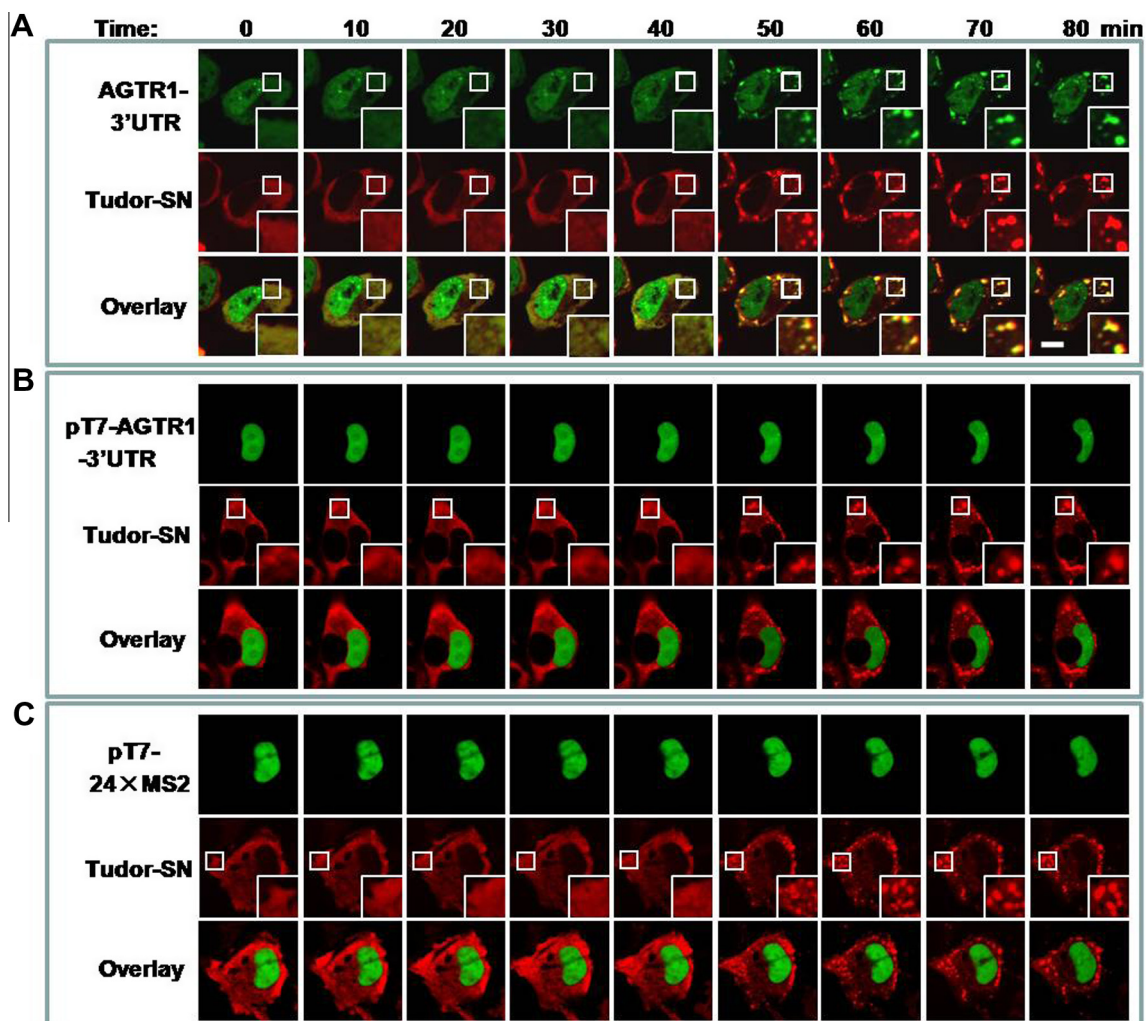 A
Time: 0 10 20 30 40 50 60 70 80 min
AGTR1-
3'UTR
Tudor-SN
Overlay
B
pT7-AGTR1
-3'UTR
Tudor-SN
Overlay
C
pT7-
24×MS2
Tudor-SN
Overlay